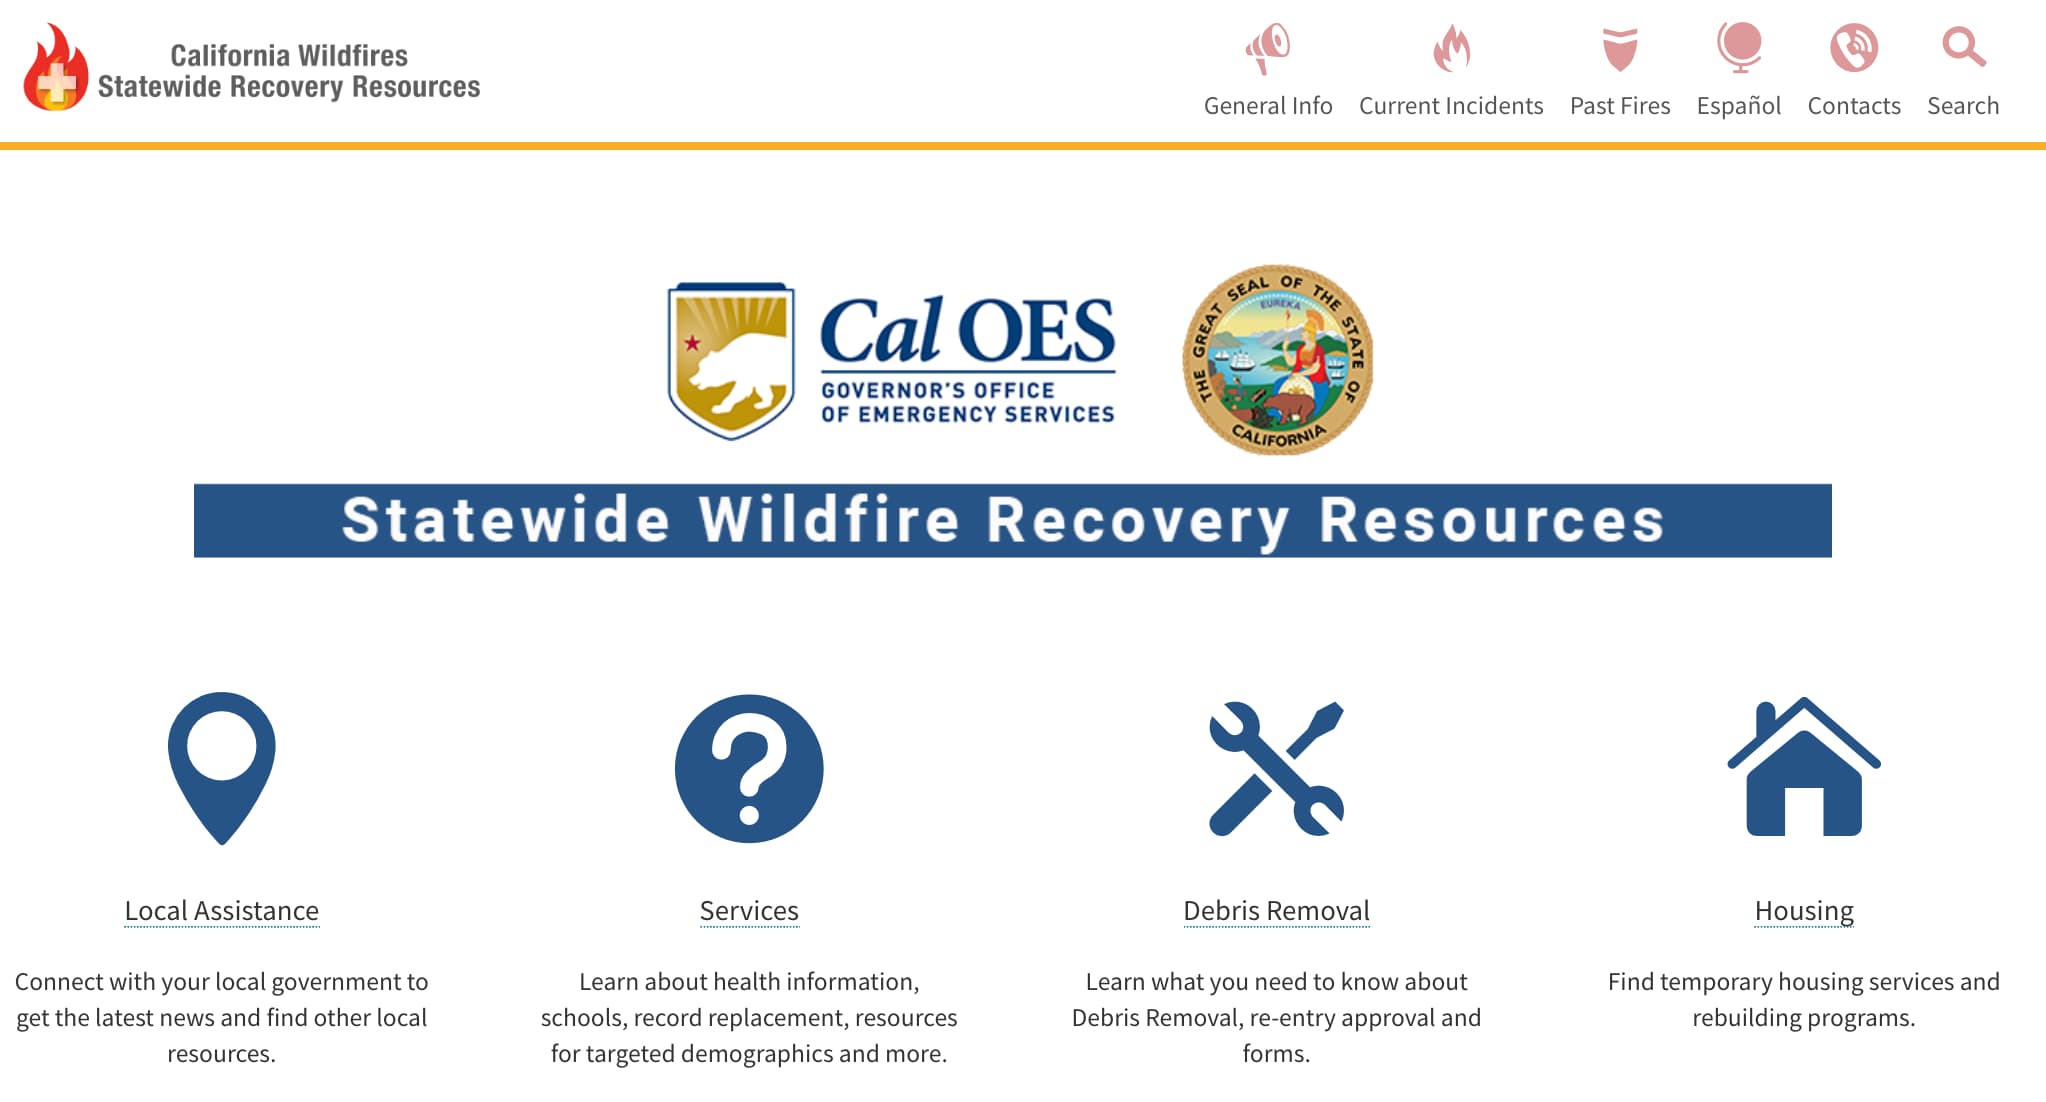 California Wildfires
Statewide Recovery Resources
General Info
Current Incidents
Past Fires
Español
Contacts
Search
Cal OES
GOVERNOR'S OFFICE
OF EMERGENCY SERVICES
THE GREAT SEAL OF THE STATE OF CALIFORNIA
EUREKA
Statewide Wildfire Recovery Resources
Local Assistance
Connect with your local government to
get the latest news and find other local
resources.
Services
Learn about health information,
schools, record replacement, resources
for targeted demographics and more.
Debris Removal
Learn what you need to know about
Debris Removal, re-entry approval and
forms.
Housing
Find temporary housing services and
rebuilding programs.